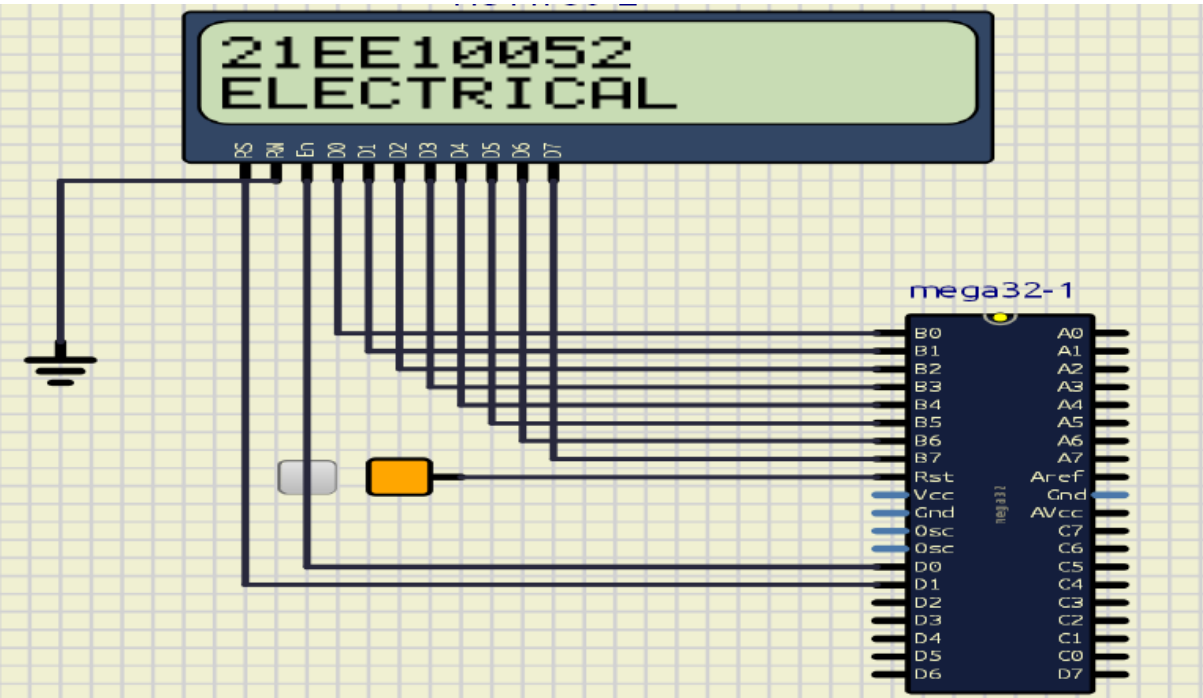 21EE10052
ELECTRICAL
RS RW En D0 D1 D2 D3 D4 D5 D6 D7
mega32-1
B0 A0
B1 A1
B2 A2
B3 A3
B4 A4
B5 A5
B6 A6
B7 A7
Rst Aref
Vcc Gnd
Gnd AVcc
Osc C7
Osc C6
D0 C5
D1 C4
D2 C3
D3 C2
D4 C1
D5 C0
D6 D7
mega32